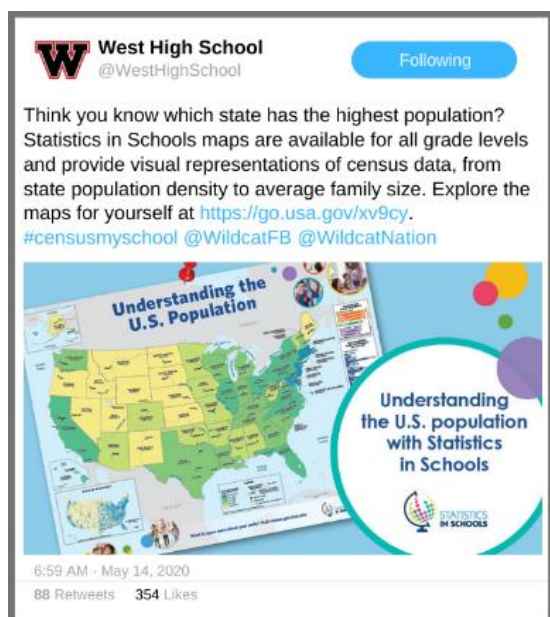 W
West High School
@WestHighSchool
Following
Think you know which state has the highest population?
Statistics in Schools maps are available for all grade levels
and provide visual representations of census data, from
state population density to average family size. Explore the
maps for yourself at https://go.usa.gov/xv9cy.
#censusmyschool @WildcatFB @WildcatNation
Understanding the
U.S. Population
Understanding
the U.S. population
with Statistics
in Schools
STATISTICS
IN SCHOOLS
6:59 AM · May 14, 2020
88 Retweets 354 Likes